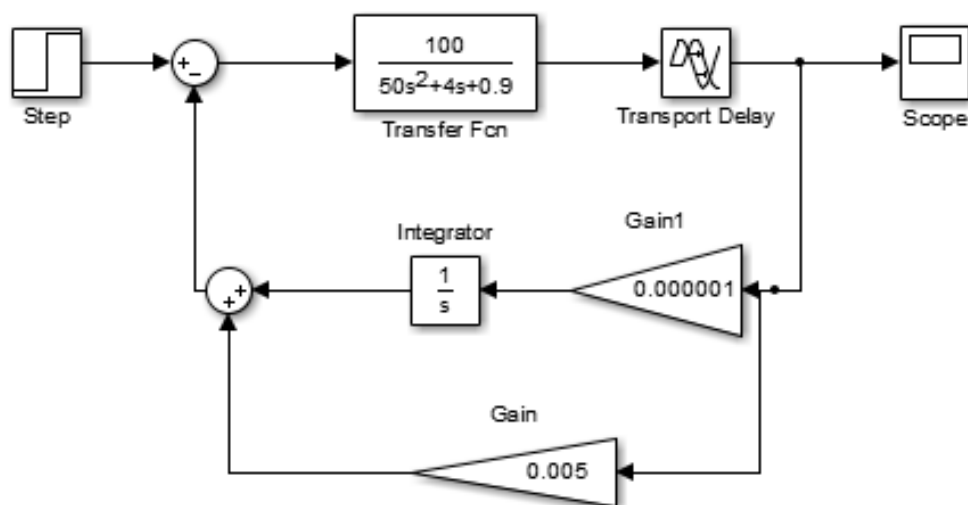 100
50s²+4s+0.9
+
−
Step
Transfer Fcn
Transport Delay
Scope
Gain1
Integrator
0.000001
1
s
+
+
Gain
0.005